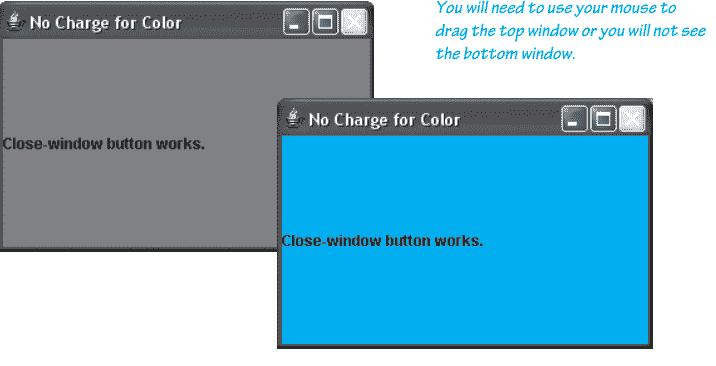 No Charge for Color
You will need to use your mouse to
drag the top window or you will not see
the bottom window.
Close-window button works.
No Charge for Color
Close-window button works.